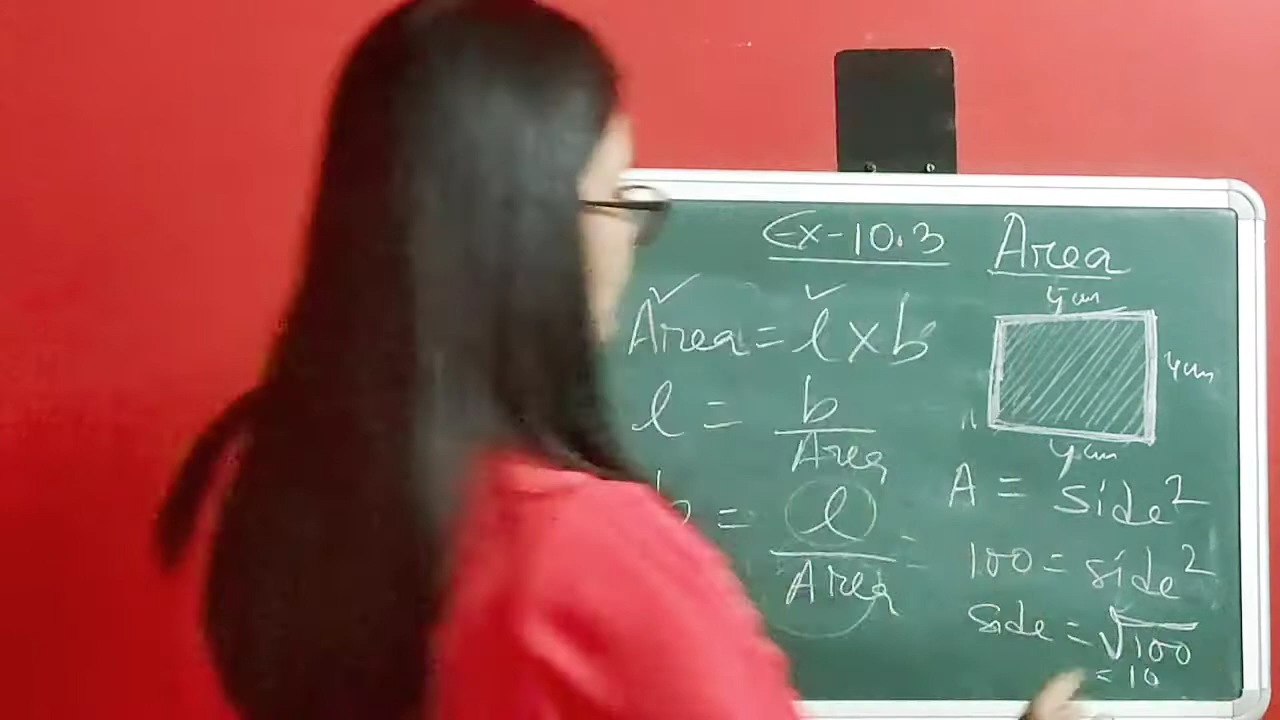 Ex-10.3
Area
Area = l x b
l = b/Area
b = l/Area
4cm
4cm
4cm
A = side²
100 = side²
Side = √100
= 10